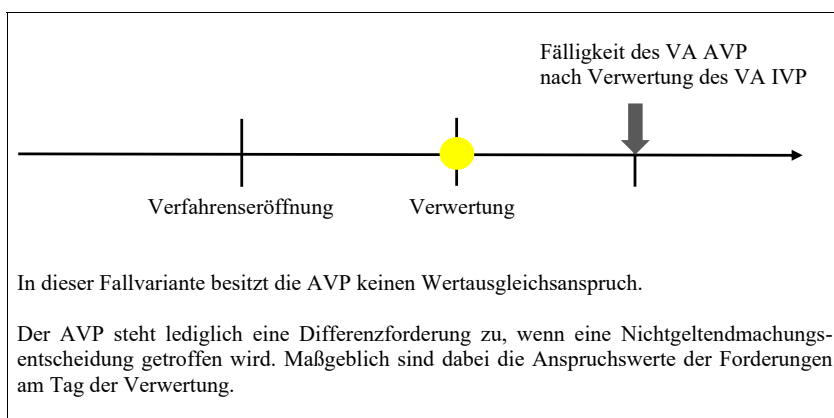 Fälligkeit des VA AVP
nach Verwertung des VA IVP
Verfahrenseröffnung
Verwertung
In dieser Fallvariante besitzt die AVP keinen Wertausgleichsanspruch.
Der AVP steht lediglich eine Differenzforderung zu, wenn eine Nichtgeltendmachungs-
entscheidung getroffen wird. Maßgeblich sind dabei die Anspruchswerte der Forderungen
am Tag der Verwertung.